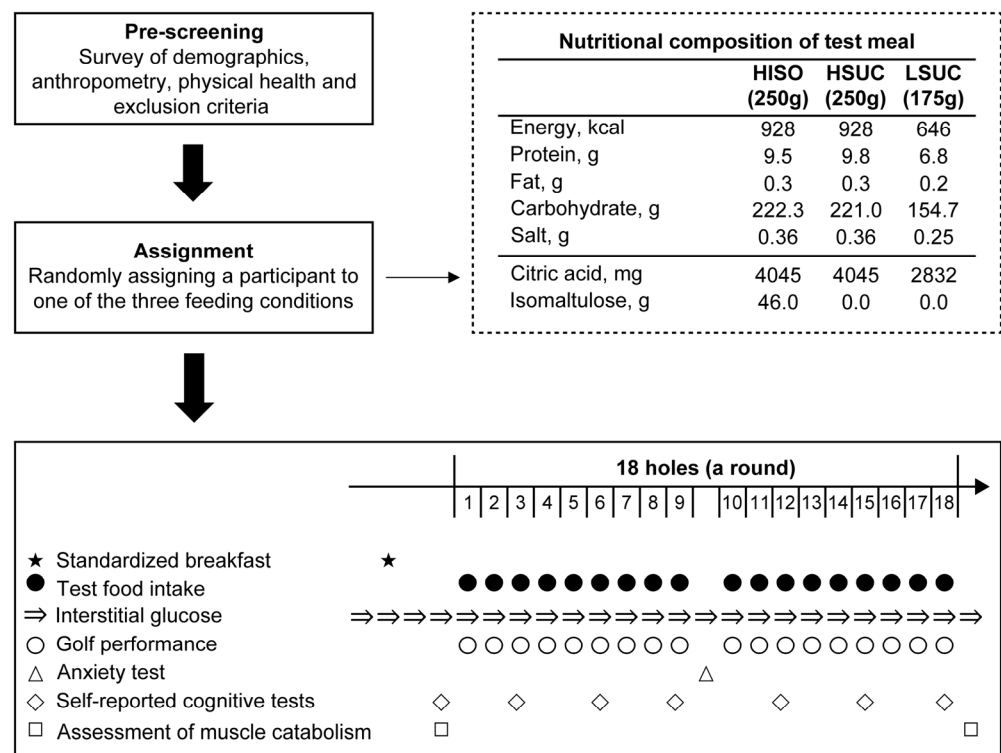 Pre-screening
Survey of demographics,
anthropometry, physical health and
exclusion criteria
Assignment
Randomly assigning a participant to
one of the three feeding conditions
Nutritional composition of test meal
HISO HSUC LSUC
(250g) (250g) (175g)
Energy, kcal 928 928 646
Protein, g 9.5 9.8 6.8
Fat, g 0.3 0.3 0.2
Carbohydrate, g 222.3 221.0 154.7
Salt, g 0.36 0.36 0.25
Citric acid, mg 4045 4045 2832
Isomaltulose, g 46.0 0.0 0.0
18 holes (a round)
1 2 3 4 5 6 7 8 9 10 11 12 13 14 15 16 17 18
Standardized breakfast
Test food intake
Interstitial glucose
Golf performance
Anxiety test
Self-reported cognitive tests
Assessment of muscle catabolism